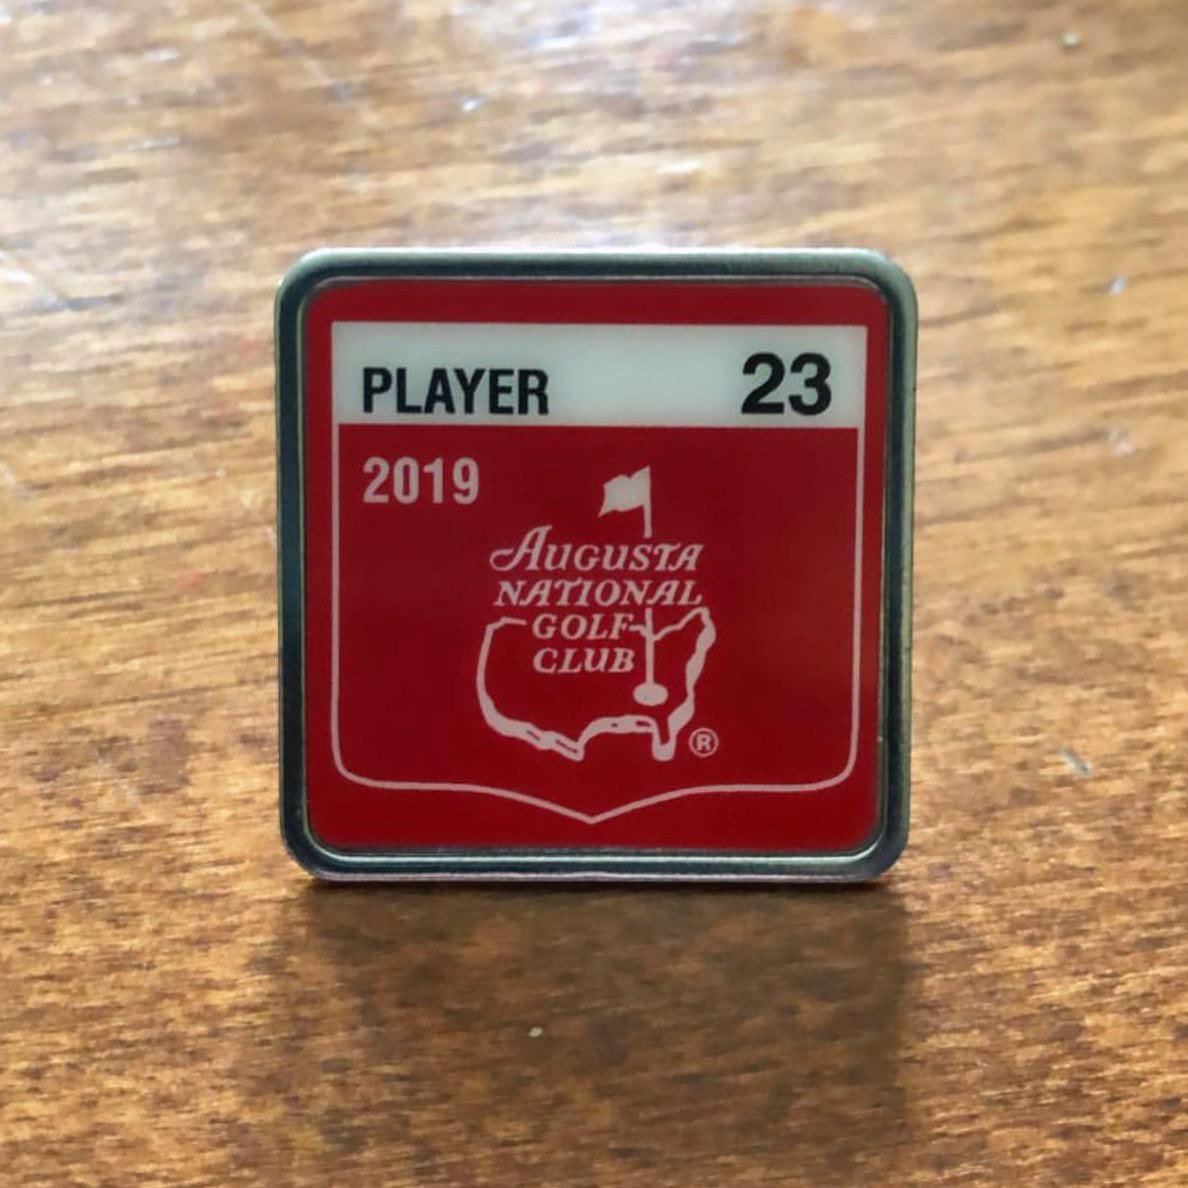 PLAYER 23
2019
AUGUSTA
NATIONAL
GOLF
CLUB
®